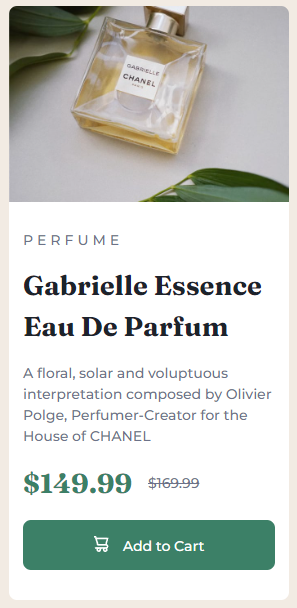 GABRIELLE
CHANEL
PARIS
PERFUME
Gabrielle Essence
Eau De Parfum
A floral, solar and voluptuous
interpretation composed by Olivier
Polge, Perfumer-Creator for the
House of CHANEL
$149.99 $169.99
Add to Cart